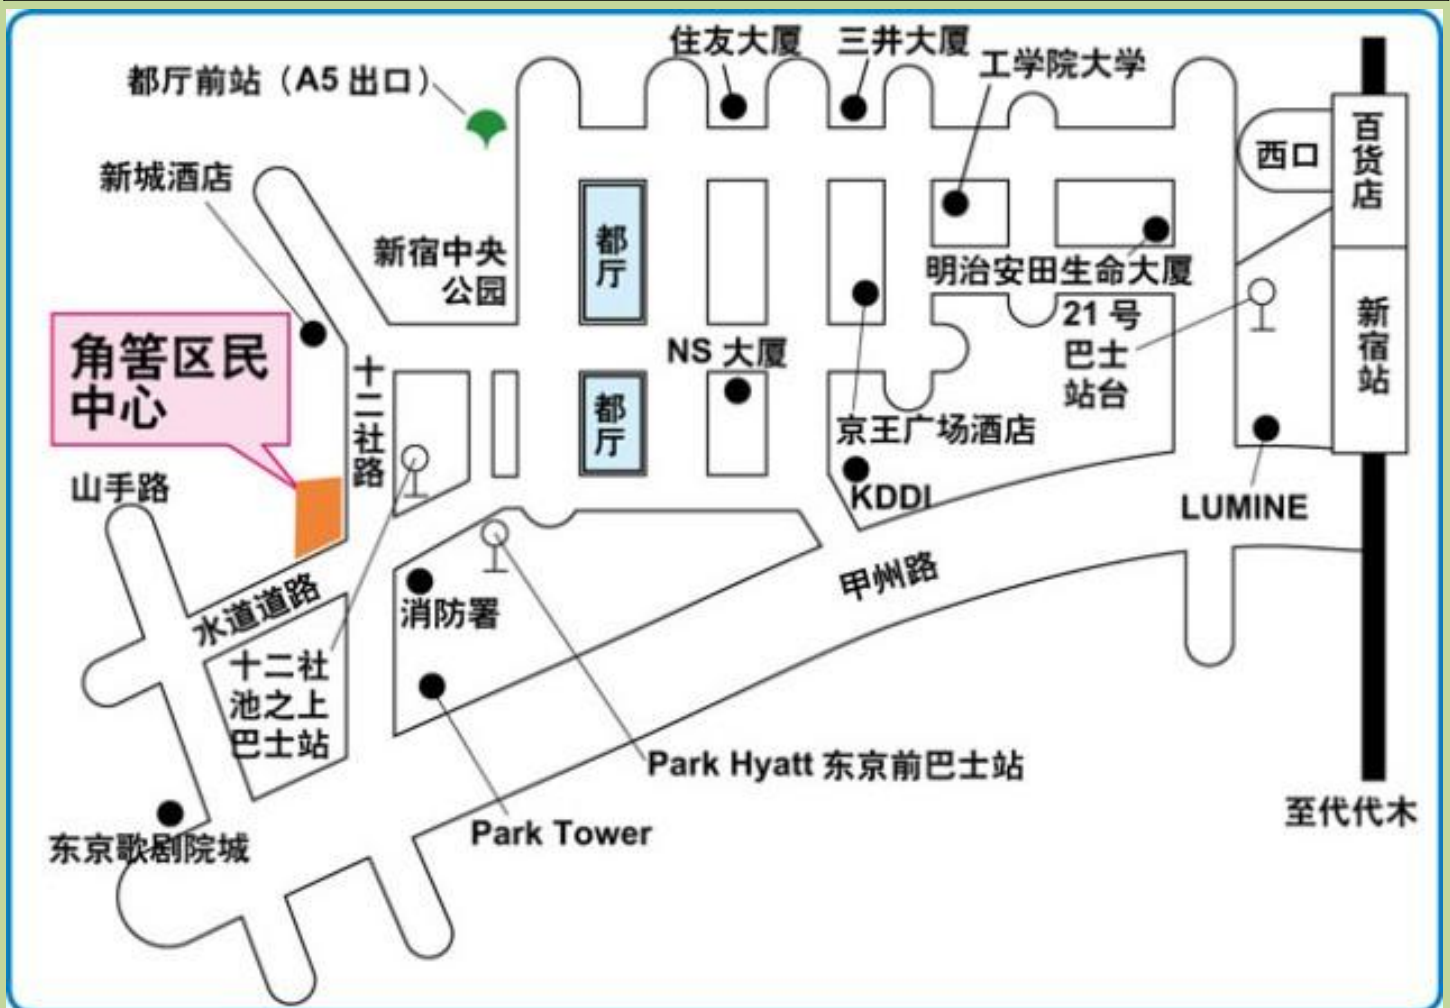 住友大厦
三井大厦
工学院大学
都厅前站（A5 出口）
百货店
西口
新城酒店
都厅
新宿中央
公园
明治安田生命大厦
21 号
巴士
站台
新宿站
角筈区民
中心
NS 大厦
十二社路
都厅
京王广场酒店
山手路
KDDI
LUMINE
甲州路
水道道路
消防署
十二社
池之上
巴士站
Park Hyatt 东京前巴士站
Park Tower
至代代木
东京歌剧院城